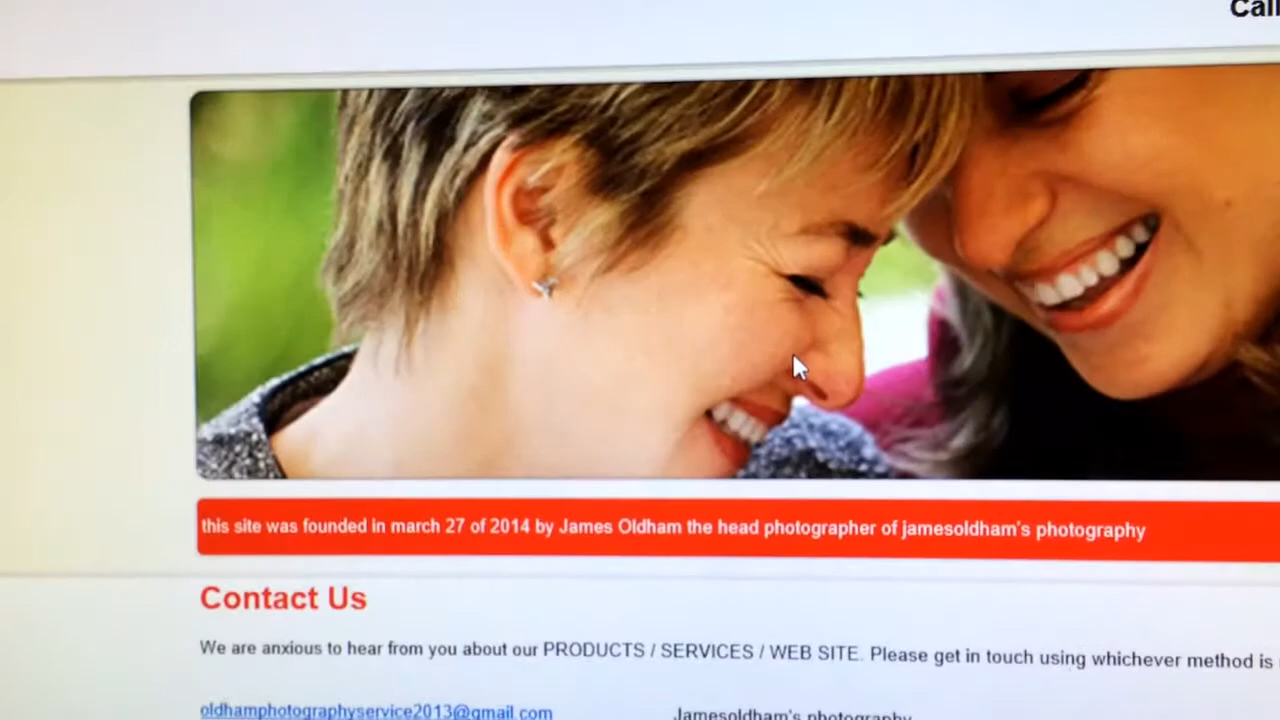 Call
this site was founded in march 27 of 2014 by James Oldham the head photographer of jamesoldham's photography
Contact Us
We are anxious to hear from you about our PRODUCTS / SERVICES / WEB SITE. Please get in touch using whichever method is
oldhamphotographyservice2013@gmail.com
Jamesoldham's photography